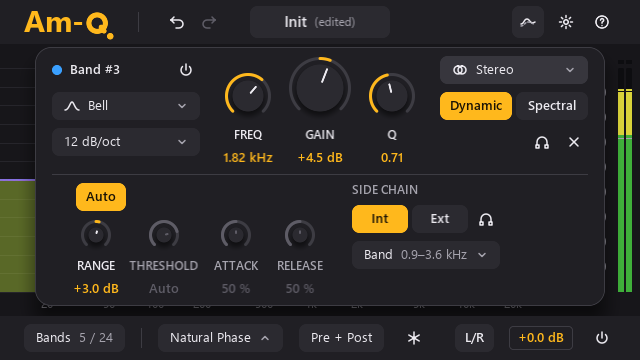 Am-Q.
Init (edited)
Band #3
Stereo
Bell
Dynamic Spectral
12 dB/oct
FREQ GAIN Q
1.82 kHz +4.5 dB 0.71
Auto
SIDE CHAIN
Int Ext
RANGE THRESHOLD ATTACK RELEASE
Band 0.9–3.6 kHz
+3.0 dB Auto 50 % 50 %
Bands 5 / 24
Natural Phase
Pre + Post
L/R
+0.0 dB